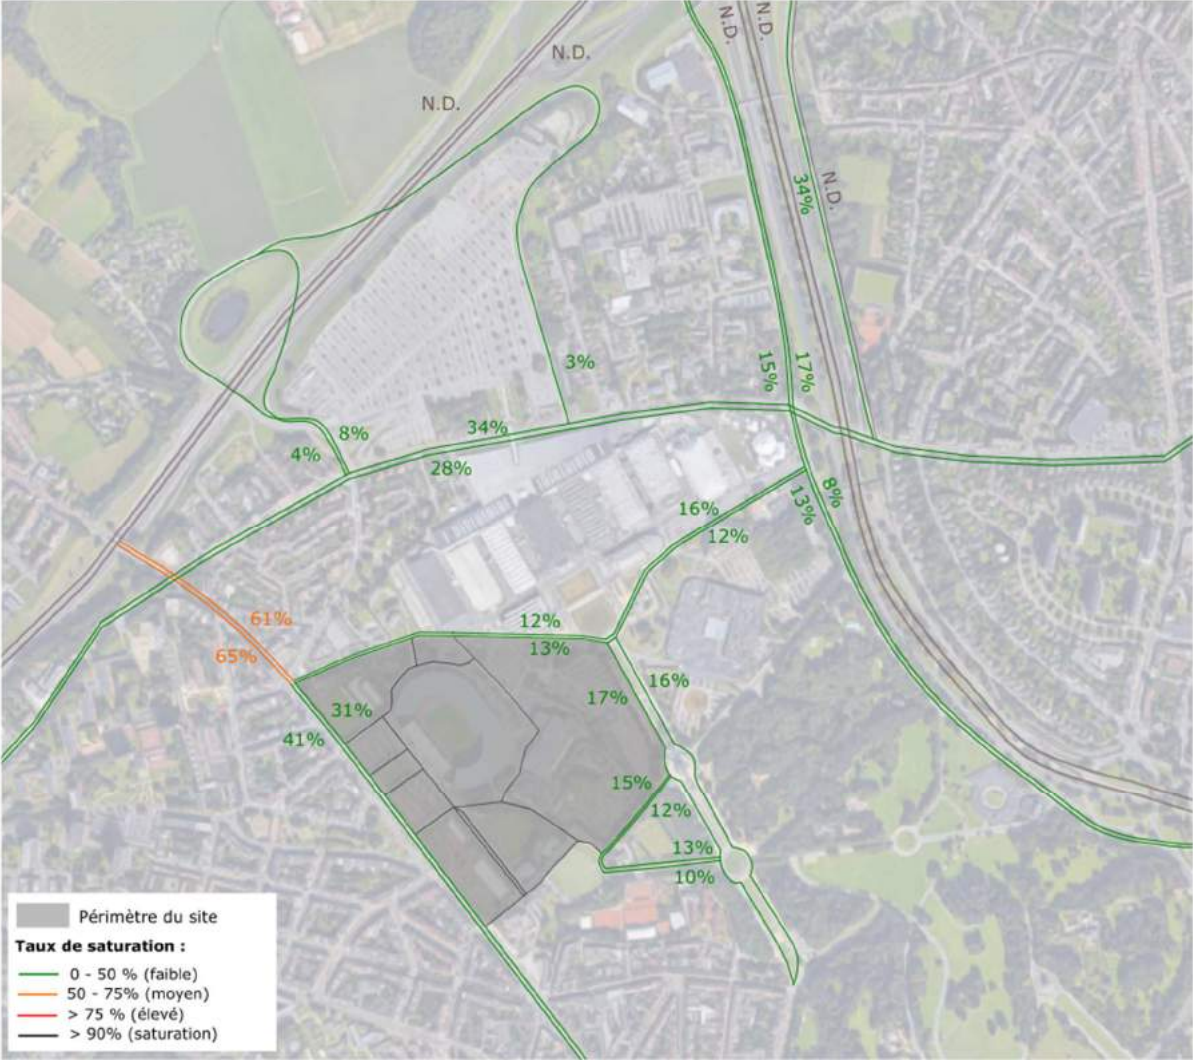 N.D.
N.D.
N.D.
N.D.
34%
N.D.
15%
17%
3%
34%
8%
4%
28%
8%
13%
16%
12%
61%
65%
12%
13%
16%
17%
31%
41%
15%
12%
13%
10%
Périmètre du site
Taux de saturation :
0 - 50 % (faible)
50 - 75% (moyen)
> 75 % (élevé)
> 90% (saturation)